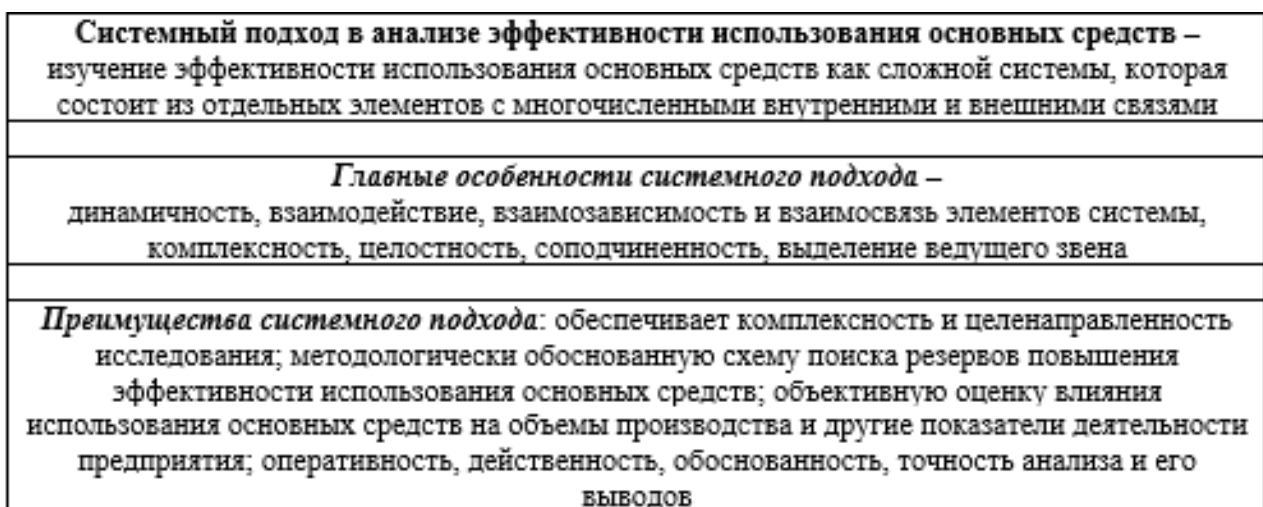 Системный подход в анализе эффективности использования основных средств –
изучение эффективности использования основных средств как сложной системы, которая
состоит из отдельных элементов с многочисленными внутренними и внешними связями
Главные особенности системного подхода –
динамичность, взаимодействие, взаимозависимость и взаимосвязь элементов системы,
комплексность, целостность, соподчиненность, выделение ведущего звена
Преимущества системного подхода: обеспечивает комплексность и целенаправленность
исследования; методологически обоснованную схему поиска резервов повышения
эффективности использования основных средств; объективную оценку влияния
использования основных средств на объемы производства и другие показатели деятельности
предприятия; оперативность, действенность, обоснованность, точность анализа и его
выводов